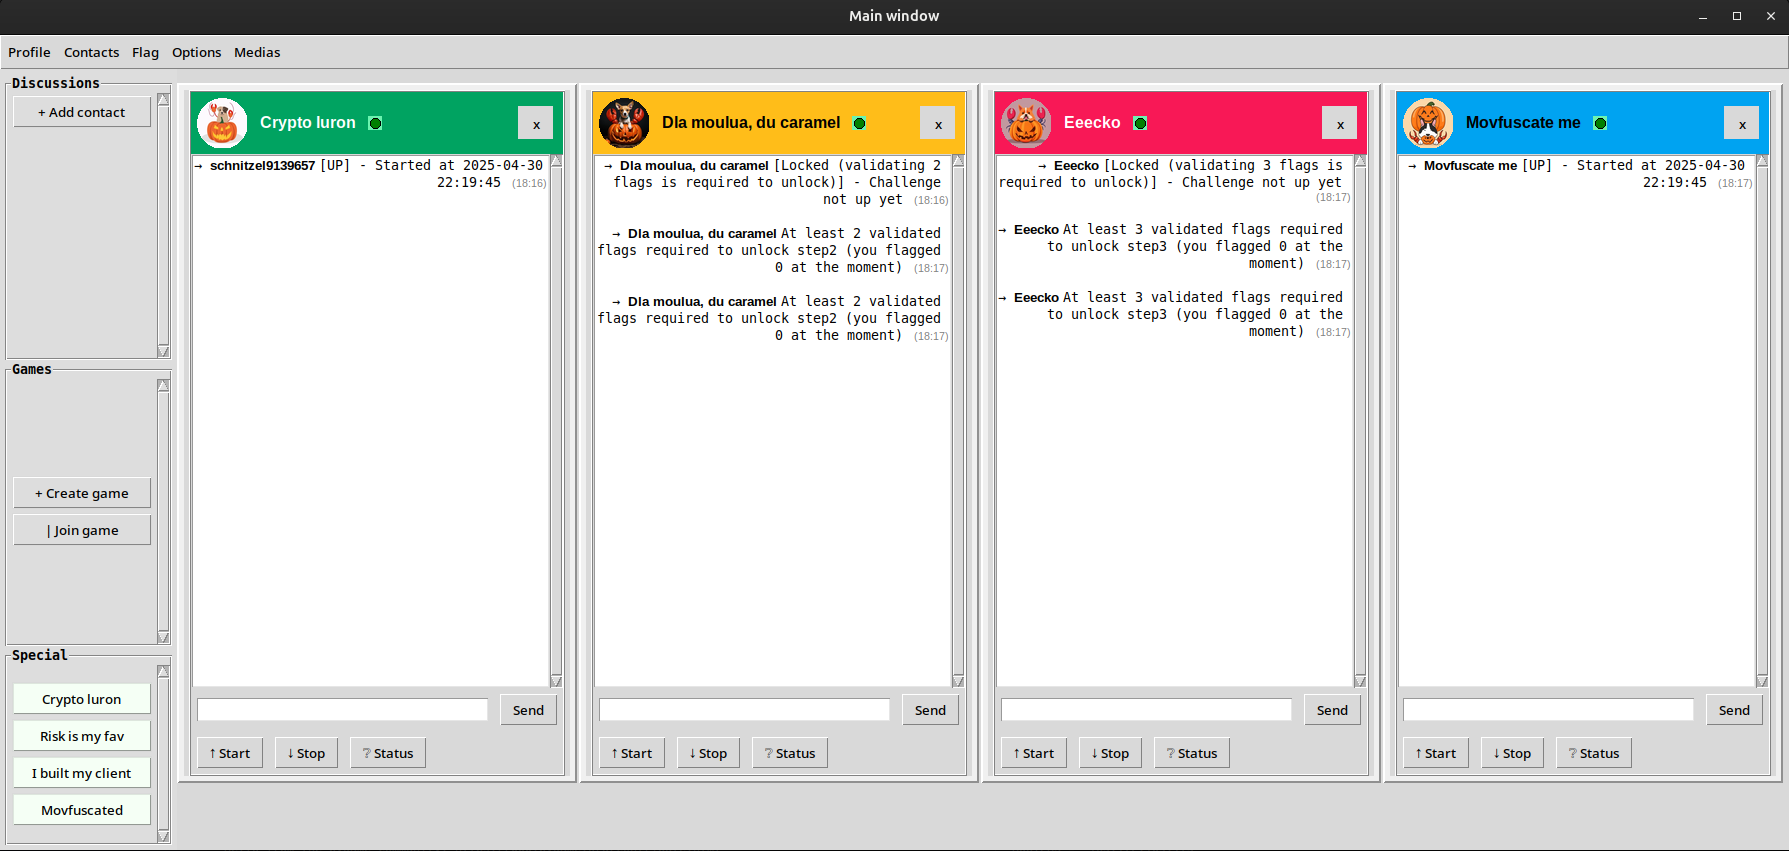 Main window
Profile Contacts Flag Options Medias
Discussions
+ Add contact
Games
+ Create game
| Join game
Special
Crypto luron
Risk is my fav
I built my client
Movfuscated
Crypto luron
x
→ schnitzel9139657 [UP] - Started at 2025-04-30
22:19:45 (18:16)
Send
↑ Start ↓ Stop ? Status
Dla moulua, du caramel
x
→ Dla moulua, du caramel [Locked (validating 2
flags is required to unlock)] - Challenge
not up yet (18:16)
→ Dla moulua, du caramel At least 2 validated
flags required to unlock step2 (you flagged
0 at the moment) (18:17)
→ Dla moulua, du caramel At least 2 validated
flags required to unlock step2 (you flagged
0 at the moment) (18:17)
Send
↑ Start ↓ Stop ? Status
Eeecko
x
→ Eeecko [Locked (validating 3 flags is
required to unlock)] - Challenge not up yet
(18:17)
→ Eeecko At least 3 validated flags required
to unlock step3 (you flagged 0 at the
moment) (18:17)
→ Eeecko At least 3 validated flags required
to unlock step3 (you flagged 0 at the
moment) (18:17)
Send
↑ Start ↓ Stop ? Status
Movfuscate me
x
→ Movfuscate me [UP] - Started at 2025-04-30
22:19:45 (18:17)
Send
↑ Start ↓ Stop ? Status